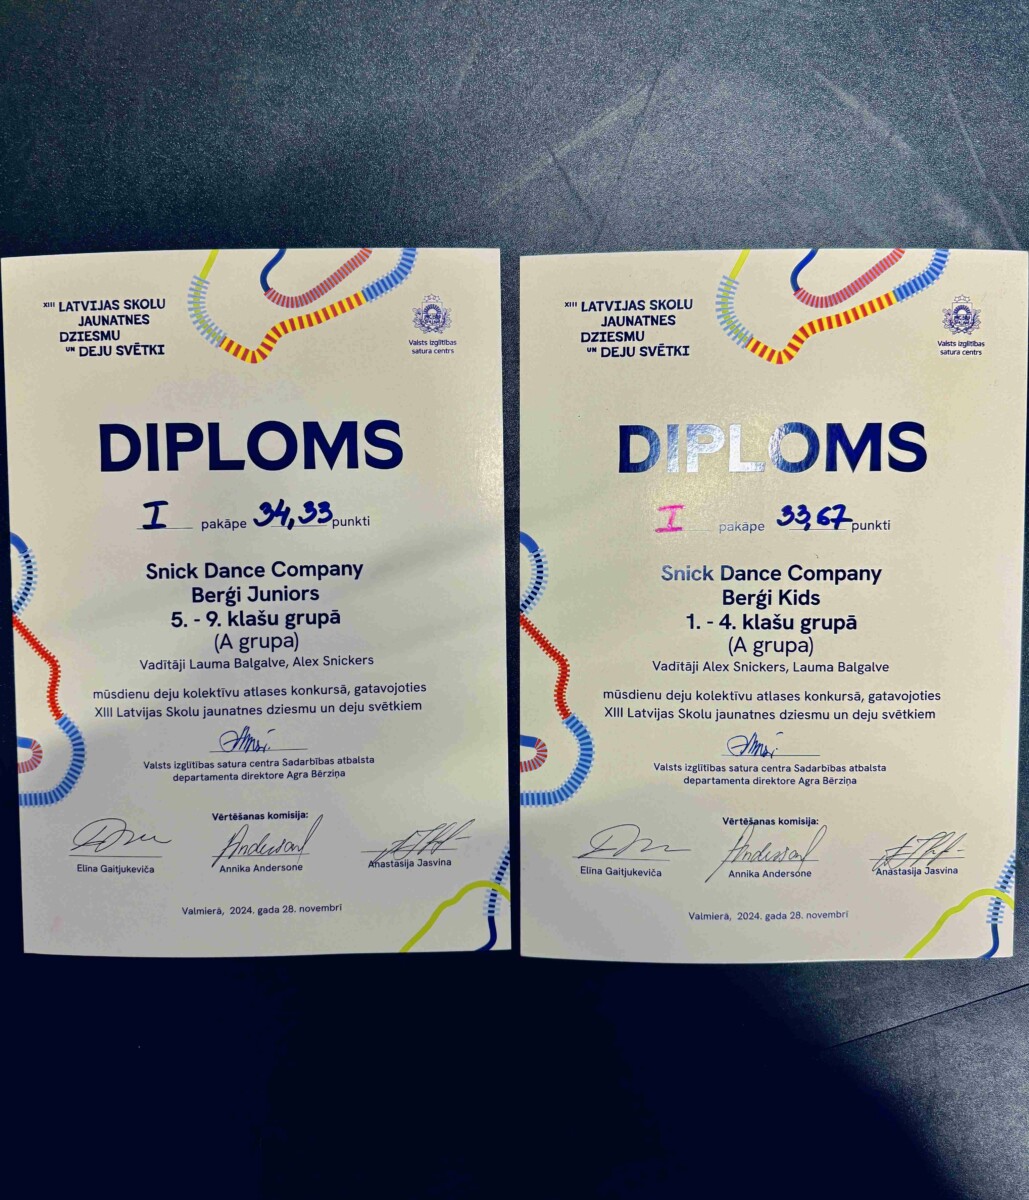 XIII LATVIJAS SKOLU
JAUNATNES
DZIESMU
UN DEJU SVĒTKI
Valsts izglītības
satura centrs
DIPLOMS
I pakāpe 34,33 punkti
Snick Dance Company
Berģi Juniors
5. - 9. klašu grupā
(A grupa)
Vadītāji Lauma Balgalve, Alex Snickers
mūsdienu deju kolektīvu atlases konkursā, gatavojoties
XIII Latvijas Skolu jaunatnes dziesmu un deju svētkiem
Valsts izglītības satura centra Sadarbības atbalsta
departamenta direktore Agra Bērziņa
Vērtēšanas komisija:
Elīna Gaitjukeviča
Annika Andersone
Anastasija Jasvina
Valmierā, 2024. gada 28. novembrī
XIII LATVIJAS SKOLU
JAUNATNES
DZIESMU
UN DEJU SVĒTKI
Valsts izglītības
satura centrs
DIPLOMS
I pakāpe 33,67 punkti
Snick Dance Company
Berģi Kids
1. - 4. klašu grupā
(A grupa)
Vadītāji Alex Snickers, Lauma Balgalve
mūsdienu deju kolektīvu atlases konkursā, gatavojoties
XIII Latvijas Skolu jaunatnes dziesmu un deju svētkiem
Valsts izglītības satura centra Sadarbības atbalsta
departamenta direktore Agra Bērziņa
Vērtēšanas komisija:
Elīna Gaitjukeviča
Annika Andersone
Anastasija Jasvina
Valmierā, 2024. gada 28. novembrī